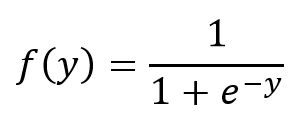 f(y) = 1 / (1 + e^{-y})